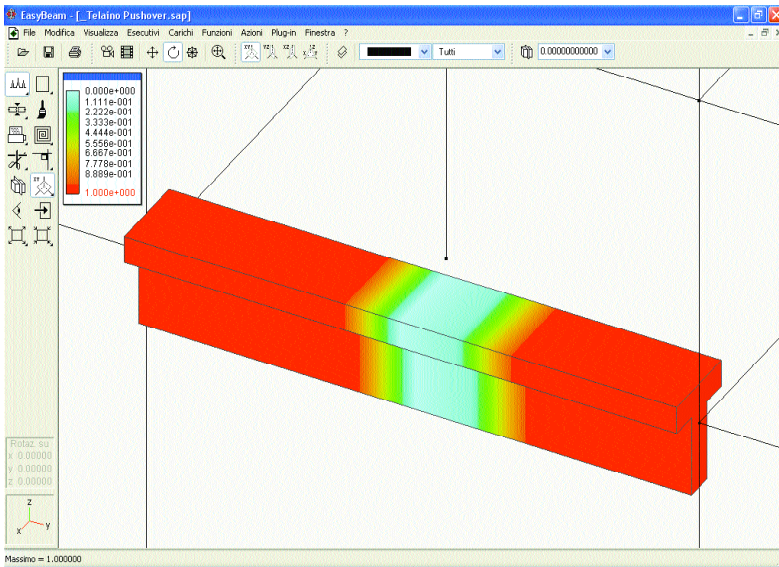 EasyBeam - [_Telaino Pushover.sap]
File Modifica Visualizza Esecutivi Carichi Funzioni Azioni Plug-in Finestra ?
Tutti
0.00000000000
0.000e+000
1.111e-001
2.222e-001
3.333e-001
4.444e-001
5.556e-001
6.667e-001
7.778e-001
8.889e-001
1.000e+000
Rotaz. su
x 0.00000
y 0.00000
z 0.00000
z
x
y
Massimo = 1.000000